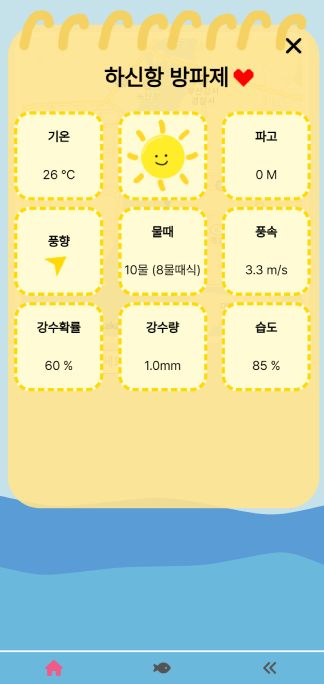 하신항 방파제
기온
26 °C
파고
0 M
풍향
물때
10물 (8물때식)
풍속
3.3 m/s
강수확률
60 %
강수량
1.0mm
습도
85 %